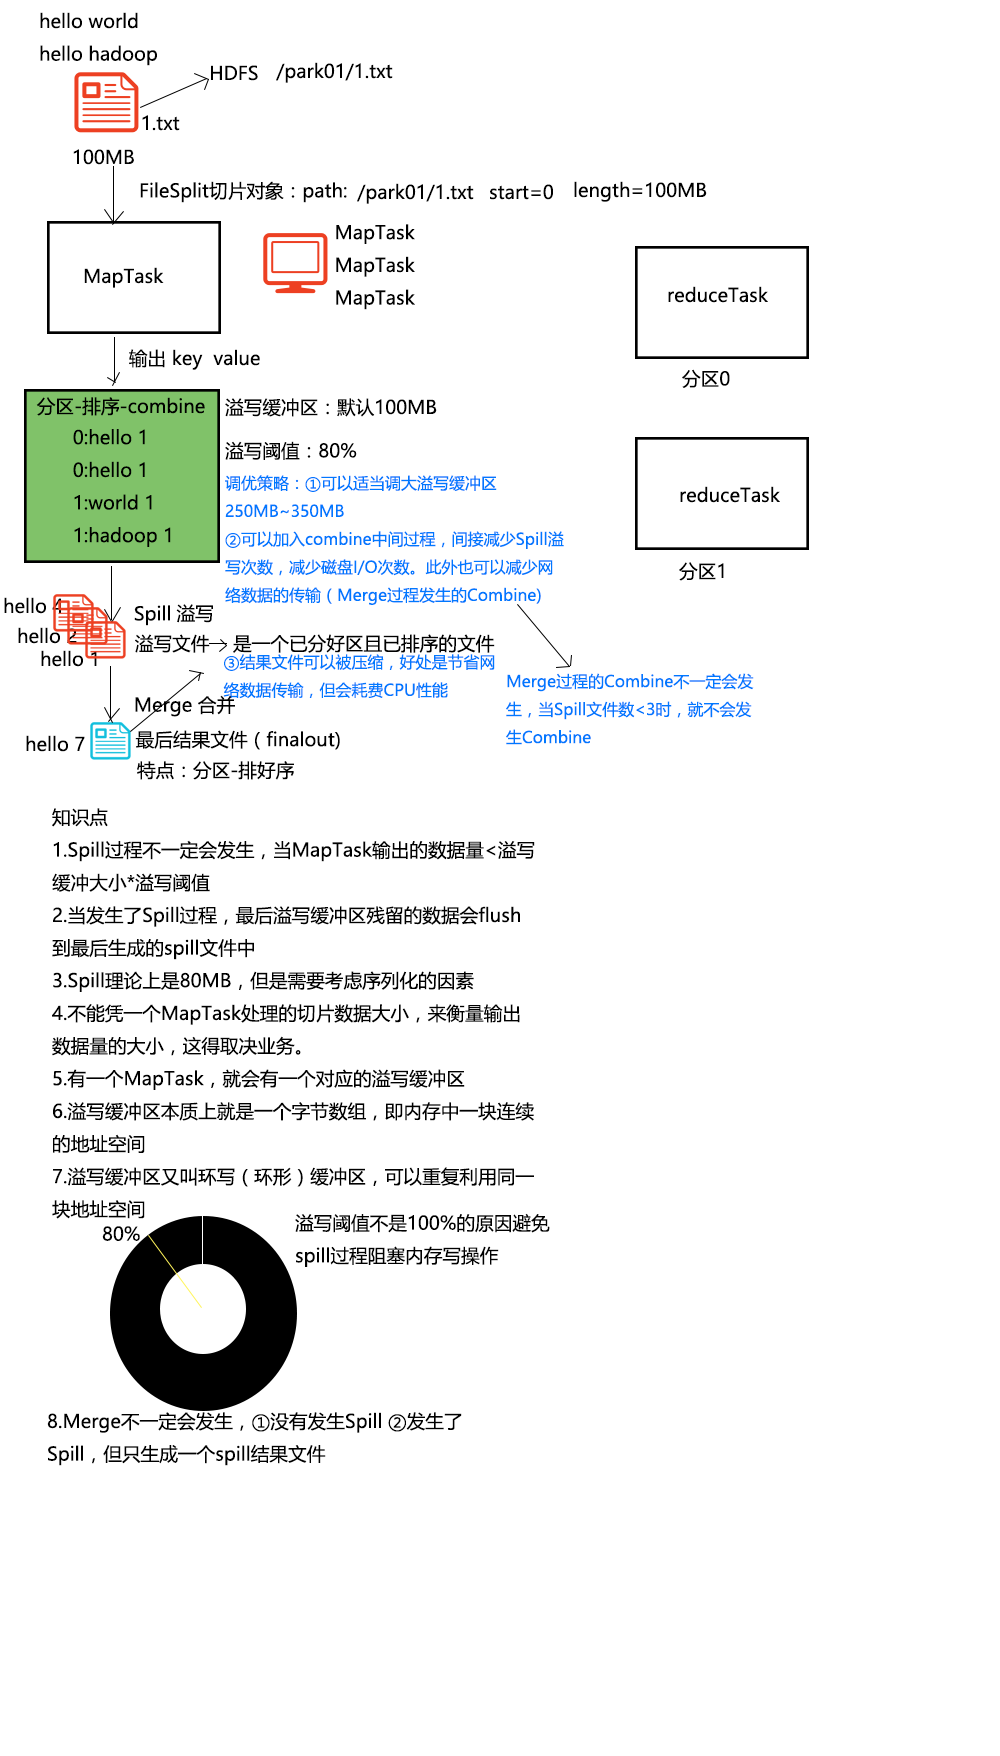 hello world
hello hadoop
HDFS /park01/1.txt
1.txt
100MB
FileSplit切片对象：path: /park01/1.txt start=0 length=100MB
MapTask
MapTask
MapTask
MapTask
reduceTask
分区0
输出 key value
分区-排序-combine
0:hello 1
0:hello 1
1:world 1
1:hadoop 1
溢写缓冲区：默认100MB
溢写阈值：80%
调优策略：①可以适当调大溢写缓冲区
250MB~350MB
②可以加入combine中间过程，间接减少Spill溢
写次数，减少磁盘I/O次数。此外也可以减少网
络数据的传输（Merge过程发生的Combine)
reduceTask
分区1
hello 4
hello 2
hello 1
Spill 溢写
溢写文件
是一个已分好区且已排序的文件
③结果文件可以被压缩，好处是节省网
络数据传输，但会耗费CPU性能
Merge过程的Combine不一定会发
生，当Spill文件数<3时，就不会发
生Combine
Merge 合并
hello 7
最后结果文件（finalout)
特点：分区-排好序
知识点
1.Spill过程不一定会发生，当MapTask输出的数据量<溢写
缓冲大小*溢写阈值
2.当发生了Spill过程，最后溢写缓冲区残留的数据会flush
到最后生成的spill文件中
3.Spill理论上是80MB，但是需要考虑序列化的因素
4.不能凭一个MapTask处理的切片数据大小，来衡量输出
数据量的大小，这得取决业务。
5.有一个MapTask，就会有一个对应的溢写缓冲区
6.溢写缓冲区本质上就是一个字节数组，即内存中一块连续
的地址空间
7.溢写缓冲区又叫环写（环形）缓冲区，可以重复利用同一
块地址空间
80%
溢写阈值不是100%的原因避免
spill过程阻塞内存写操作
8.Merge不一定会发生，①没有发生Spill ②发生了
Spill，但只生成一个spill结果文件